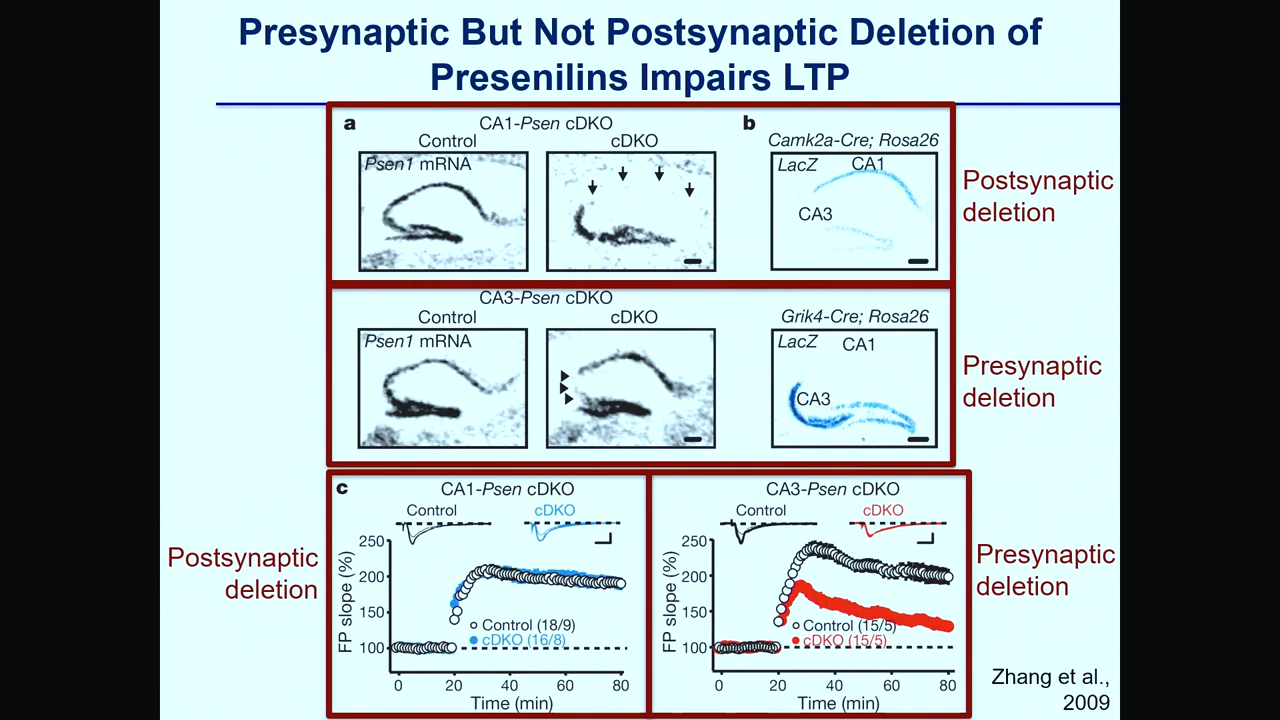 Presynaptic But Not Postsynaptic Deletion of
Presenilins Impairs LTP
a
CA1-Psen cDKO
Control
cDKO
Psen1 mRNA
b
Camk2a-Cre; Rosa26
LacZ
CA1
CA3
Postsynaptic
deletion
CA3-Psen cDKO
Control
cDKO
Psen1 mRNA
Grik4-Cre; Rosa26
LacZ
CA1
CA3
Presynaptic
deletion
Postsynaptic
deletion
c
CA1-Psen cDKO
Control
cDKO
FP slope (%)
250
200
150
100
Control (18/9)
cDKO (16/8)
0 20 40 60 80
Time (min)
CA3-Psen cDKO
Control
cDKO
FP slope (%)
250
200
150
100
Control (15/5)
cDKO (15/5)
0 20 40 60 80
Time (min)
Presynaptic
deletion
Zhang et al.,
2009